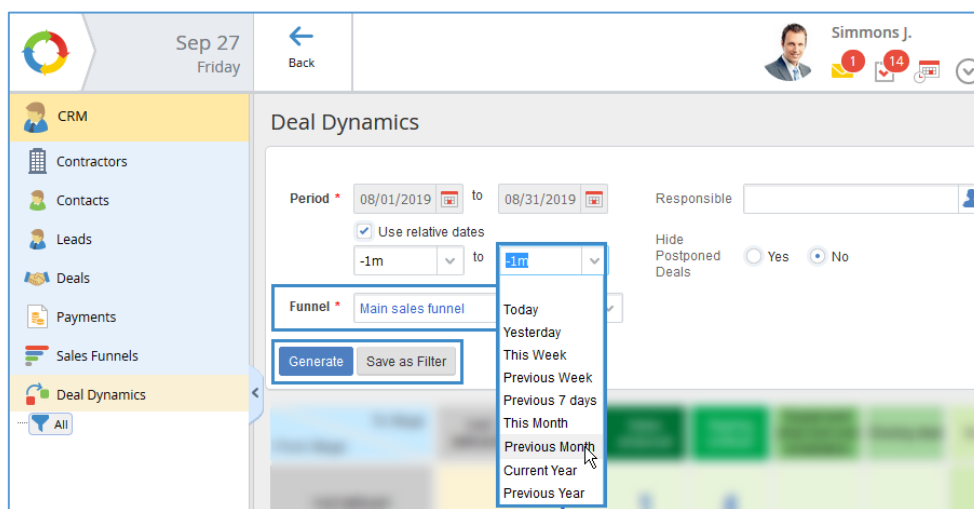 Sep 27
Friday
Back
Simmons J.
1
14
CRM
Contractors
Contacts
Leads
Deals
Payments
Sales Funnels
Deal Dynamics
All
Deal Dynamics
Period * 08/01/2019 to 08/31/2019
Use relative dates
-1m to -1m
Funnel * Main sales funnel
Generate Save as Filter
Responsible
Hide
Postponed
Deals
Yes No
Today
Yesterday
This Week
Previous Week
Previous 7 days
This Month
Previous Month
Current Year
Previous Year